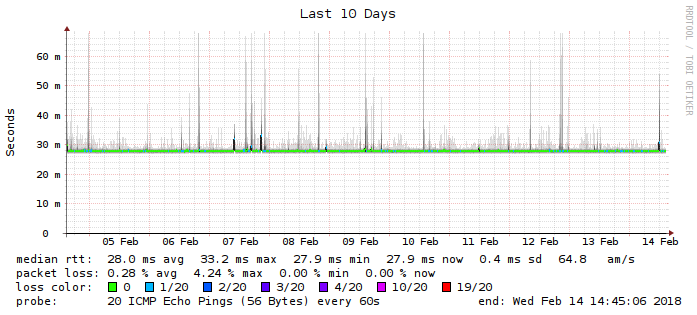 Last 10 Days
RRDTOOL / TOBI OETIKER
Seconds
60 m
50 m
40 m
30 m
20 m
10 m
0
05 Feb 06 Feb 07 Feb 08 Feb 09 Feb 10 Feb 11 Feb 12 Feb 13 Feb 14 Feb
median rtt: 28.0 ms avg 33.2 ms max 27.9 ms min 27.9 ms now 0.4 ms sd 64.8 am/s
packet loss: 0.28 % avg 4.24 % max 0.00 % min 0.00 % now
loss color: 0 1/20 2/20 3/20 4/20 10/20 19/20
probe: 20 ICMP Echo Pings (56 Bytes) every 60s end: Wed Feb 14 14:45:06 2018